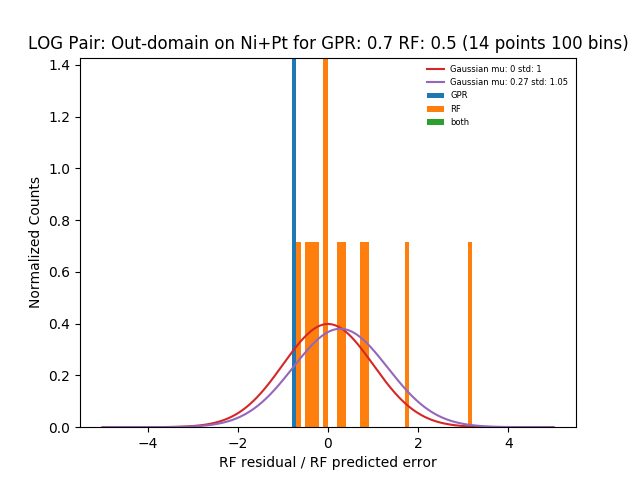 LOG Pair: Out-domain on Ni+Pt for GPR: 0.7 RF: 0.5 (14 points 100 bins)
Gaussian mu: 0 std: 1
Gaussian mu: 0.27 std: 1.05
GPR
RF
both
Normalized Counts
1.4
1.2
1.0
0.8
0.6
0.4
0.2
0.0
−4 −2 0 2 4
RF residual / RF predicted error